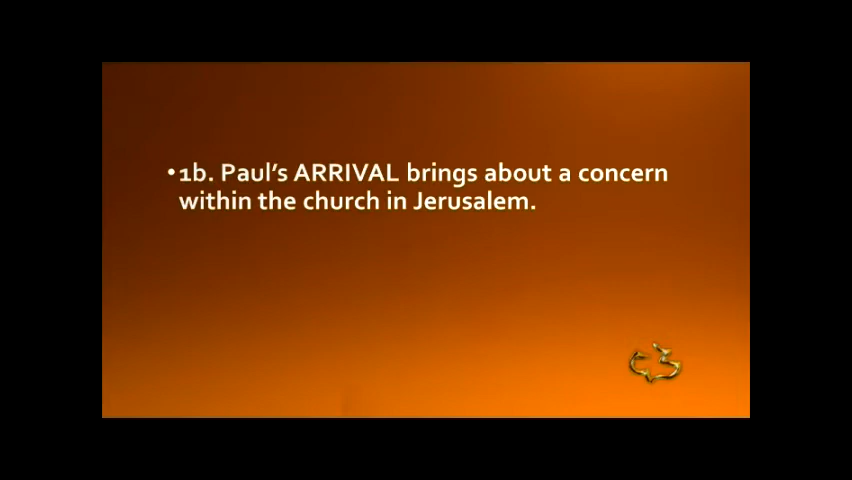 •1b. Paul's ARRIVAL brings about a concern
within the church in Jerusalem.